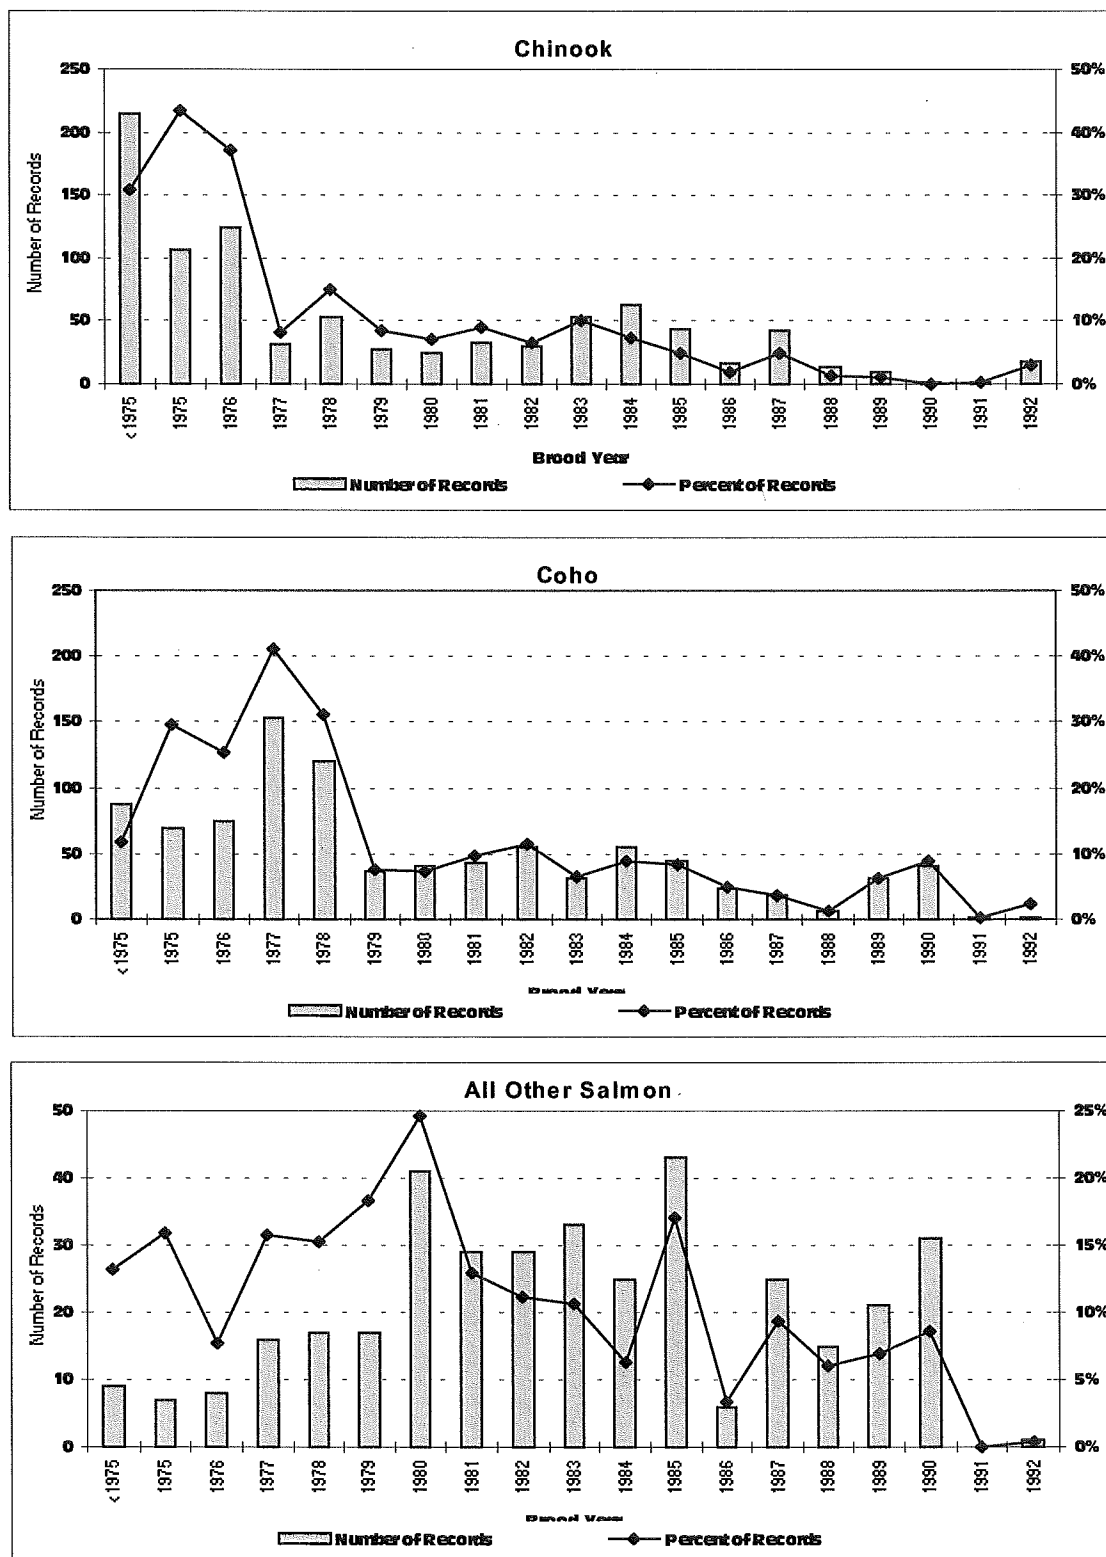 Chinook
250 50%
200 40%
150 30%
100 20%
50 10%
0 0%
Number of Records
<1975 1975 1976 1977 1978 1979 1980 1981 1982 1983 1984 1985 1986 1987 1988 1989 1990 1991 1992
Brood Year
Number of Records Percent of Records
Coho
250 50%
200 40%
150 30%
100 20%
50 10%
0 0%
Number of Records
<1975 1975 1976 1977 1978 1979 1980 1981 1982 1983 1984 1985 1986 1987 1988 1989 1990 1991 1992
Brood Year
Number of Records Percent of Records
All Other Salmon
50 25%
40 20%
30 15%
20 10%
10 5%
0 0%
Number of Records
<1975 1975 1976 1977 1978 1979 1980 1981 1982 1983 1984 1985 1986 1987 1988 1989 1990 1991 1992
Brood Year
Number of Records Percent of Records